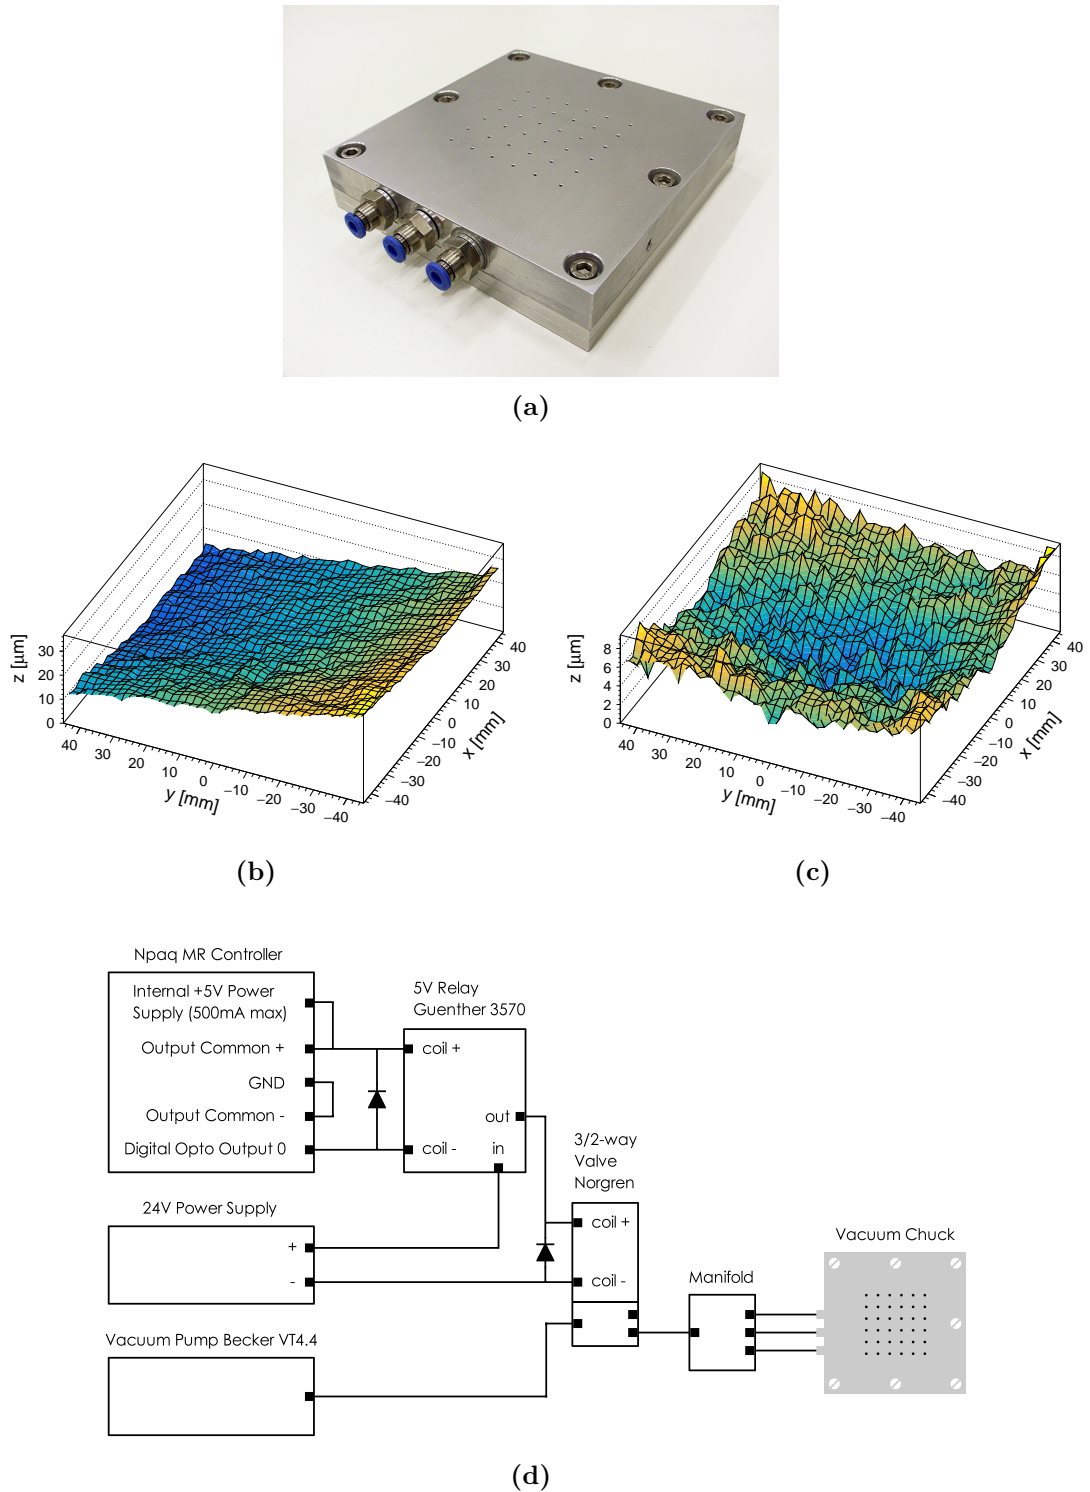 (a)
z [µm]
30
20
10
0
40
30
20
10
0
−10
−20
−30
−40
y [mm]
40
30
20
10
0
−10
−20
−30
−40
x [mm]
(b)
z [µm]
8
6
4
2
0
40
30
20
10
0
−10
−20
−30
−40
y [mm]
40
30
20
10
0
−10
−20
−30
−40
x [mm]
(c)
Npaq MR Controller
Internal +5V Power
Supply (500mA max)
Output Common +
GND
Output Common -
Digital Opto Output 0
5V Relay
Guenther 3570
coil +
out
coil -
in
24V Power Supply
+
-
3/2-way
Valve
Norgren
coil +
coil -
Vacuum Pump Becker VT4.4
Manifold
Vacuum Chuck
(d)